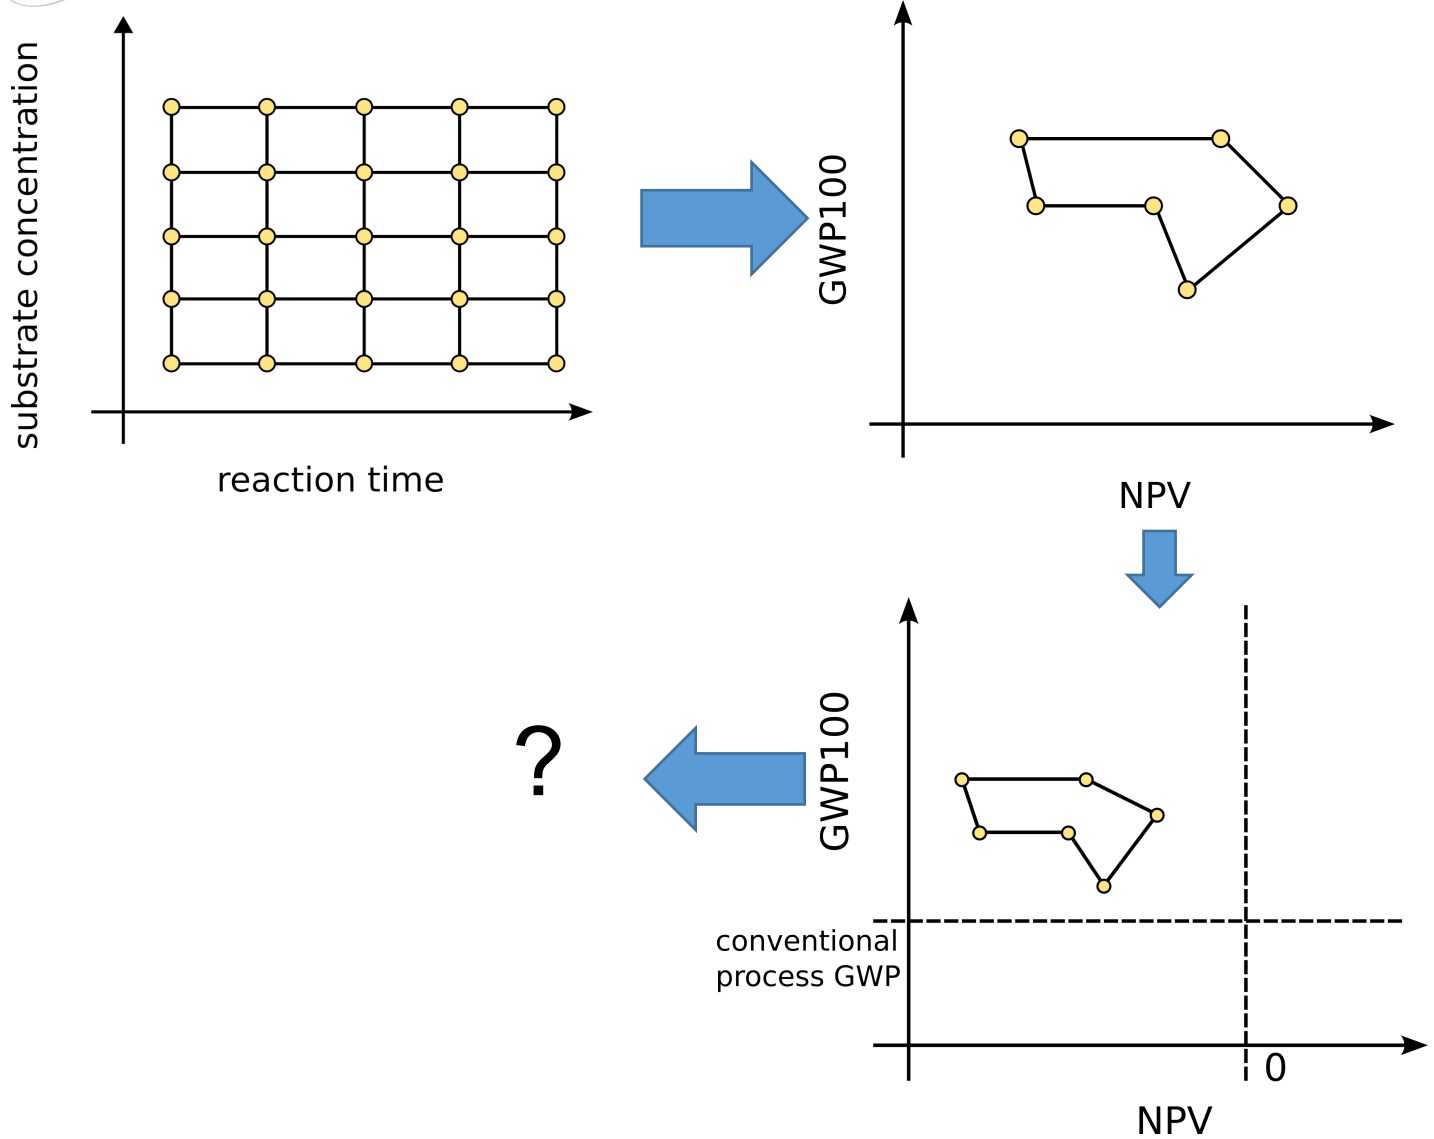 substrate concentration
reaction time
GWP100
NPV
?
GWP100
conventional
process GWP
0
NPV